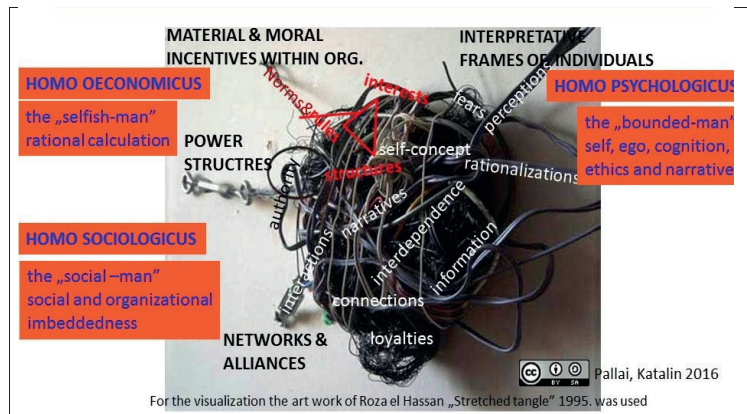 MATERIAL & MORAL
INCENTIVES WITHIN ORG.
INTERPRETATIVE
FRAMES OF INDIVIDUALS
HOMO OECONOMICUS
the „selfish-man”
rational calculation
HOMO PSYCHOLOGICUS
the „bounded-man”
self, ego, cognition,
ethics and narrative
Norms&rules
interests
structures
fears
perceptions
self-concept
rationalizations
POWER
STRUCTRES
authority
narratives
interdependence
information
interactions
connections
loyalties
HOMO SOCIOLOGICUS
the „social –man”
social and organizational
imbeddedness
NETWORKS &
ALLIANCES
cc BY SA
Pallai, Katalin 2016
For the visualization the art work of Roza el Hassan „Stretched tangle” 1995. was used